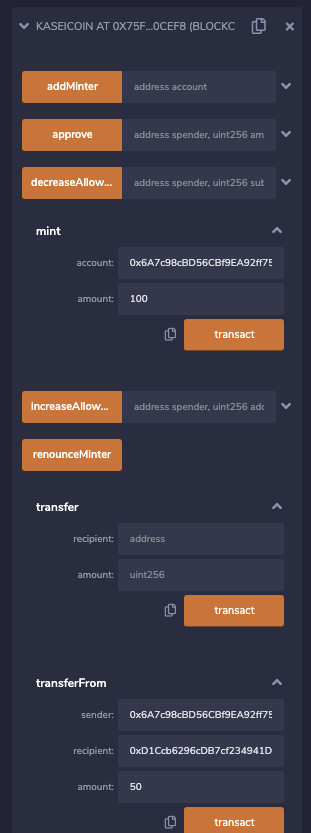 KASEICOIN AT 0X75F...0CEF8 (BLOCKC
addMinter address account
approve address spender, uint256 am
decreaseAllow... address spender, uint256 sub
mint
account: 0x6A7c98cBD56CBf9EA92ff75
amount: 100
transact
increaseAllow... address spender, uint256 adc
renounceMinter
transfer
recipient: address
amount: uint256
transact
transferFrom
sender: 0x6A7c98cBD56CBf9EA92ff75
recipient: 0xD1Ccb6296cDB7cf234941D
amount: 50
transact